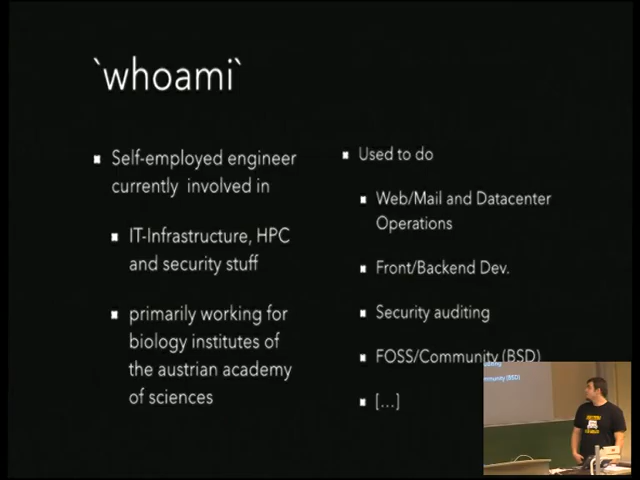 `whoami`
Self-employed engineer
currently involved in
IT-Infrastructure, HPC
and security stuff
primarily working for
biology institutes of
the austrian academy
of sciences
Used to do
Web/Mail and Datacenter
Operations
Front/Backend Dev.
Security auditing
FOSS/Community (BSD)
[...]